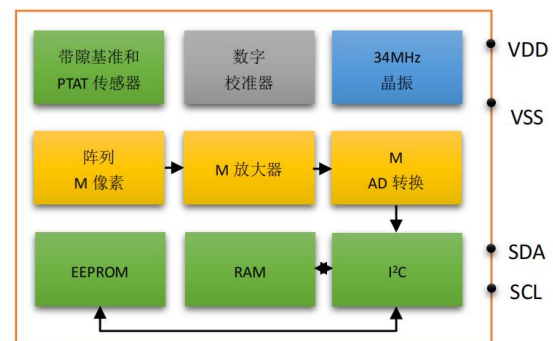 带隙基准和
PTAT 传感器
数字
校准器
34MHz
晶振
VDD
VSS
阵列
M 像素
M 放大器
M
AD 转换
EEPROM
RAM
I²C
SDA
SCL